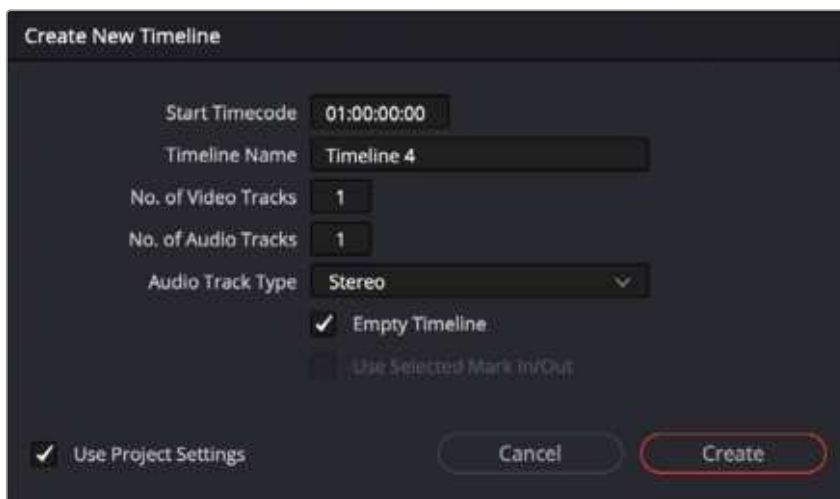 Create New Timeline
Start Timecode 01:00:00:00
Timeline Name Timeline 4
No. of Video Tracks 1
No. of Audio Tracks 1
Audio Track Type Stereo
Empty Timeline
Use Selected Mark In/Out
Use Project Settings Cancel Create